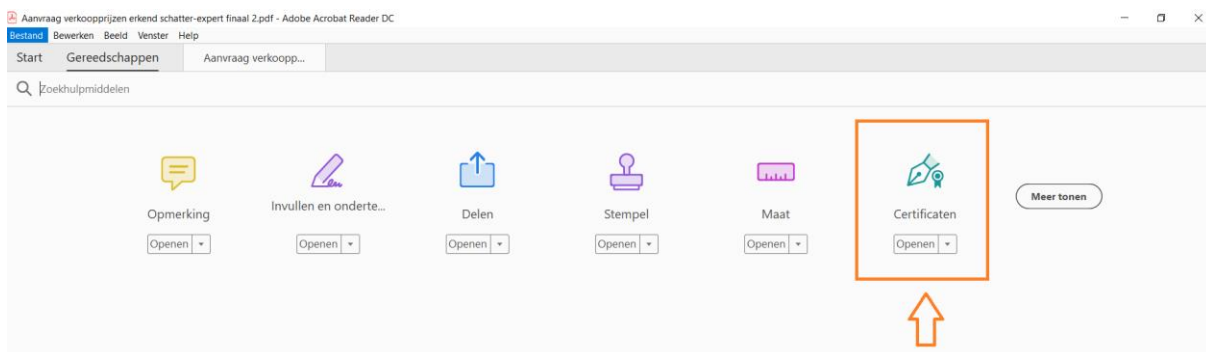 Aanvraag verkoopprijzen erkend schatter-expert finaal 2.pdf - Adobe Acrobat Reader DC
Bestand Bewerken Beeld Venster Help
Start Gereedschappen Aanvraag verkoopp...
Zoekhulpmiddelen
Opmerking Invullen en onderte... Delen Stempel Maat Certificaten Meer tonen
Openen Openen Openen Openen Openen Openen